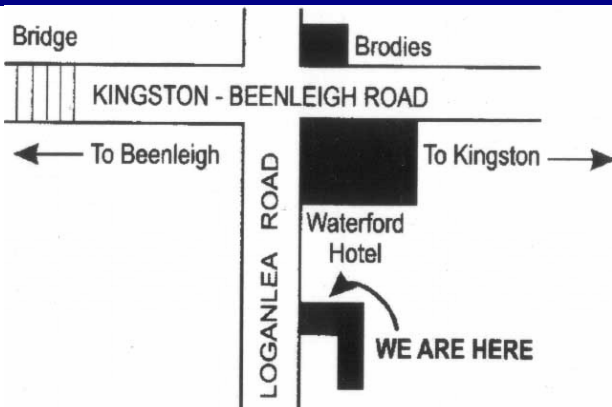 Bridge
Brodies
KINGSTON - BEENLEIGH ROAD
To Beenleigh
To Kingston
LOGANLEA ROAD
Waterford
Hotel
WE ARE HERE